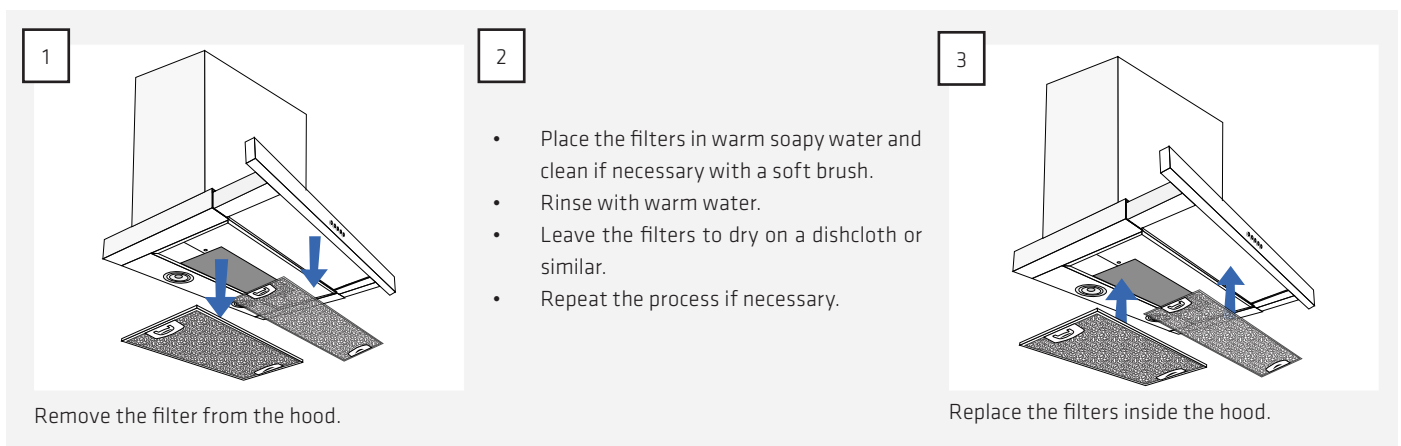 1
Remove the filter from the hood.
2
• Place the filters in warm soapy water and
clean if necessary with a soft brush.
• Rinse with warm water.
• Leave the filters to dry on a dishcloth or
similar.
• Repeat the process if necessary.
3
Replace the filters inside the hood.